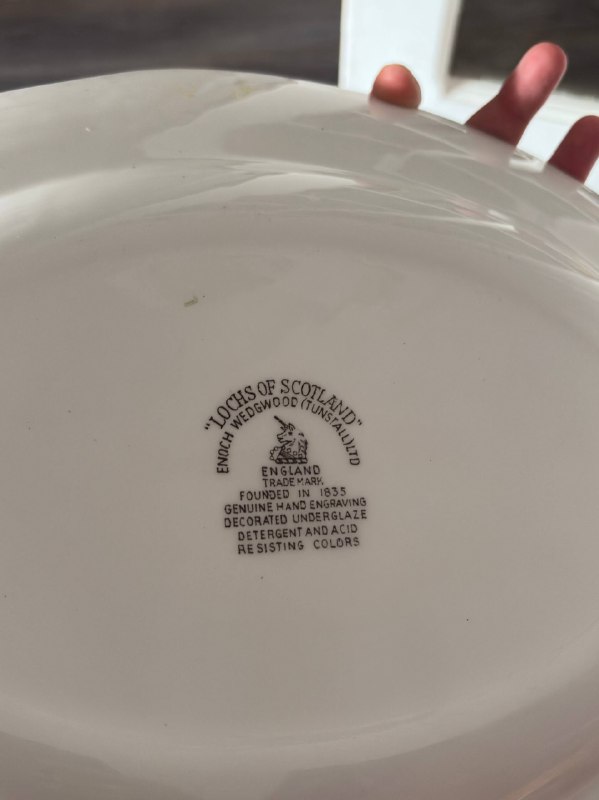 "LOCHS OF SCOTLAND"
ENOCH WEDGWOOD (TUNSTALL) LTD
ENGLAND
TRADE MARK
FOUNDED IN 1835
GENUINE HAND ENGRAVING
DECORATED UNDERGLAZE
DETERGENT AND ACID
RESISTING COLORS